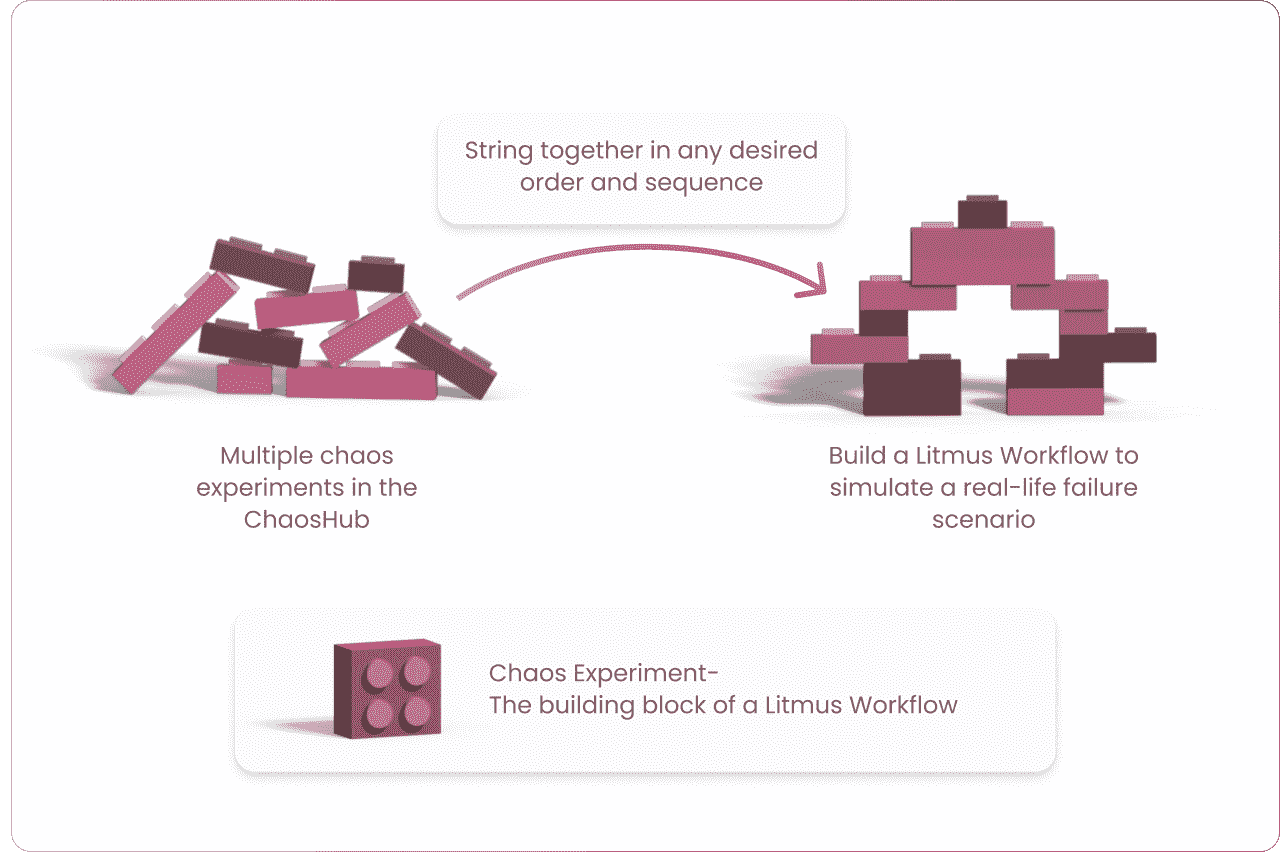 String together in any desired
order and sequence
Multiple chaos
experiments in the
ChaosHub
Build a Litmus Workflow to
simulate a real-life failure
scenario
Chaos Experiment-
The building block of a Litmus Workflow